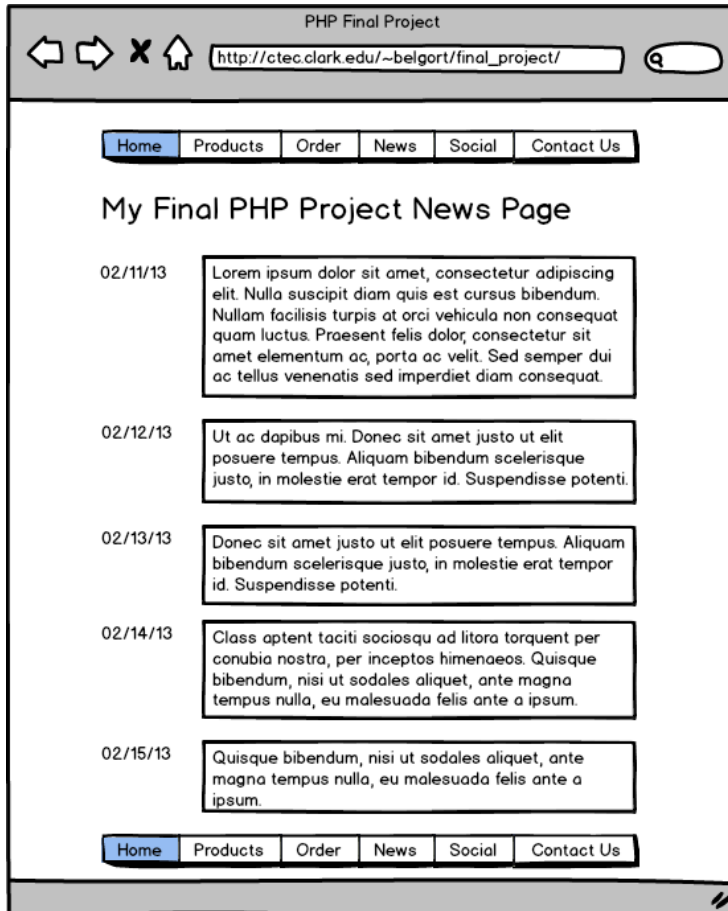 PHP Final Project
http://ctec.clark.edu/~belgort/final_project/
Home Products Order News Social Contact Us
My Final PHP Project News Page
02/11/13
Lorem ipsum dolor sit amet, consectetur adipiscing
elit. Nulla suscipit diam quis est cursus bibendum.
Nullam facilisis turpis at orci vehicula non consequat
quam luctus. Praesent felis dolor, consectetur sit
amet elementum ac, porta ac velit. Sed semper dui
ac tellus venenatis sed imperdiet diam consequat.
02/12/13
Ut ac dapibus mi. Donec sit amet justo ut elit
posuere tempus. Aliquam bibendum scelerisque
justo, in molestie erat tempor id. Suspendisse potenti.
02/13/13
Donec sit amet justo ut elit posuere tempus. Aliquam
bibendum scelerisque justo, in molestie erat tempor
id. Suspendisse potenti.
02/14/13
Class aptent taciti sociosqu ad litora torquent per
conubia nostra, per inceptos himenaeos. Quisque
bibendum, nisi ut sodales aliquet, ante magna
tempus nulla, eu malesuada felis ante a ipsum.
02/15/13
Quisque bibendum, nisi ut sodales aliquet, ante
magna tempus nulla, eu malesuada felis ante a
ipsum.
Home Products Order News Social Contact Us